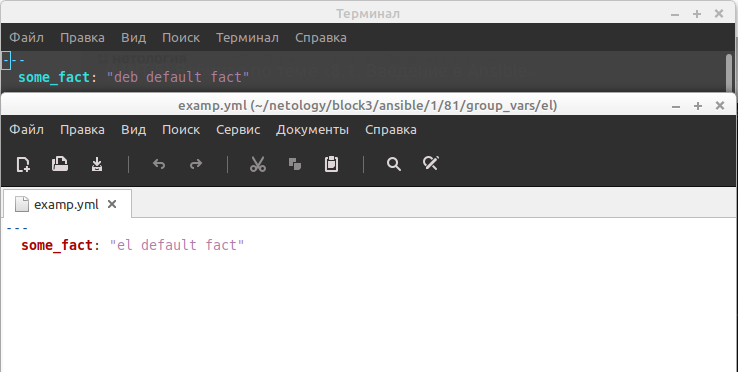 Терминал
Файл Правка Вид Поиск Терминал Справка
---
some_fact: "deb default fact"
examp.yml (~/netology/block3/ansible/1/81/group_vars/el)
Файл Правка Вид Поиск Сервис Документы Справка
examp.yml
---
some_fact: "el default fact"